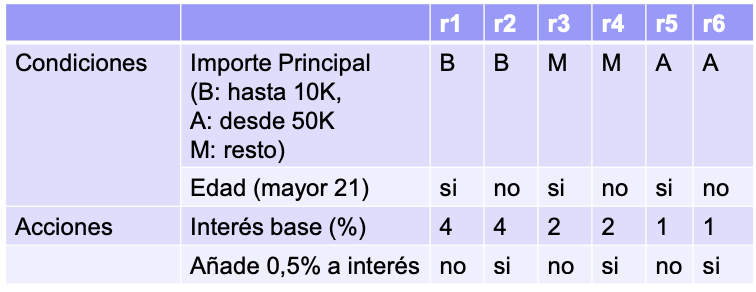 r1 r2 r3 r4 r5 r6
Condiciones Importe Principal B B M M A A
(B: hasta 10K,
A: desde 50K
M: resto)
Edad (mayor 21) si no si no si no
Acciones Interés base (%) 4 4 2 2 1 1
Añade 0,5% a interés no si no si no si